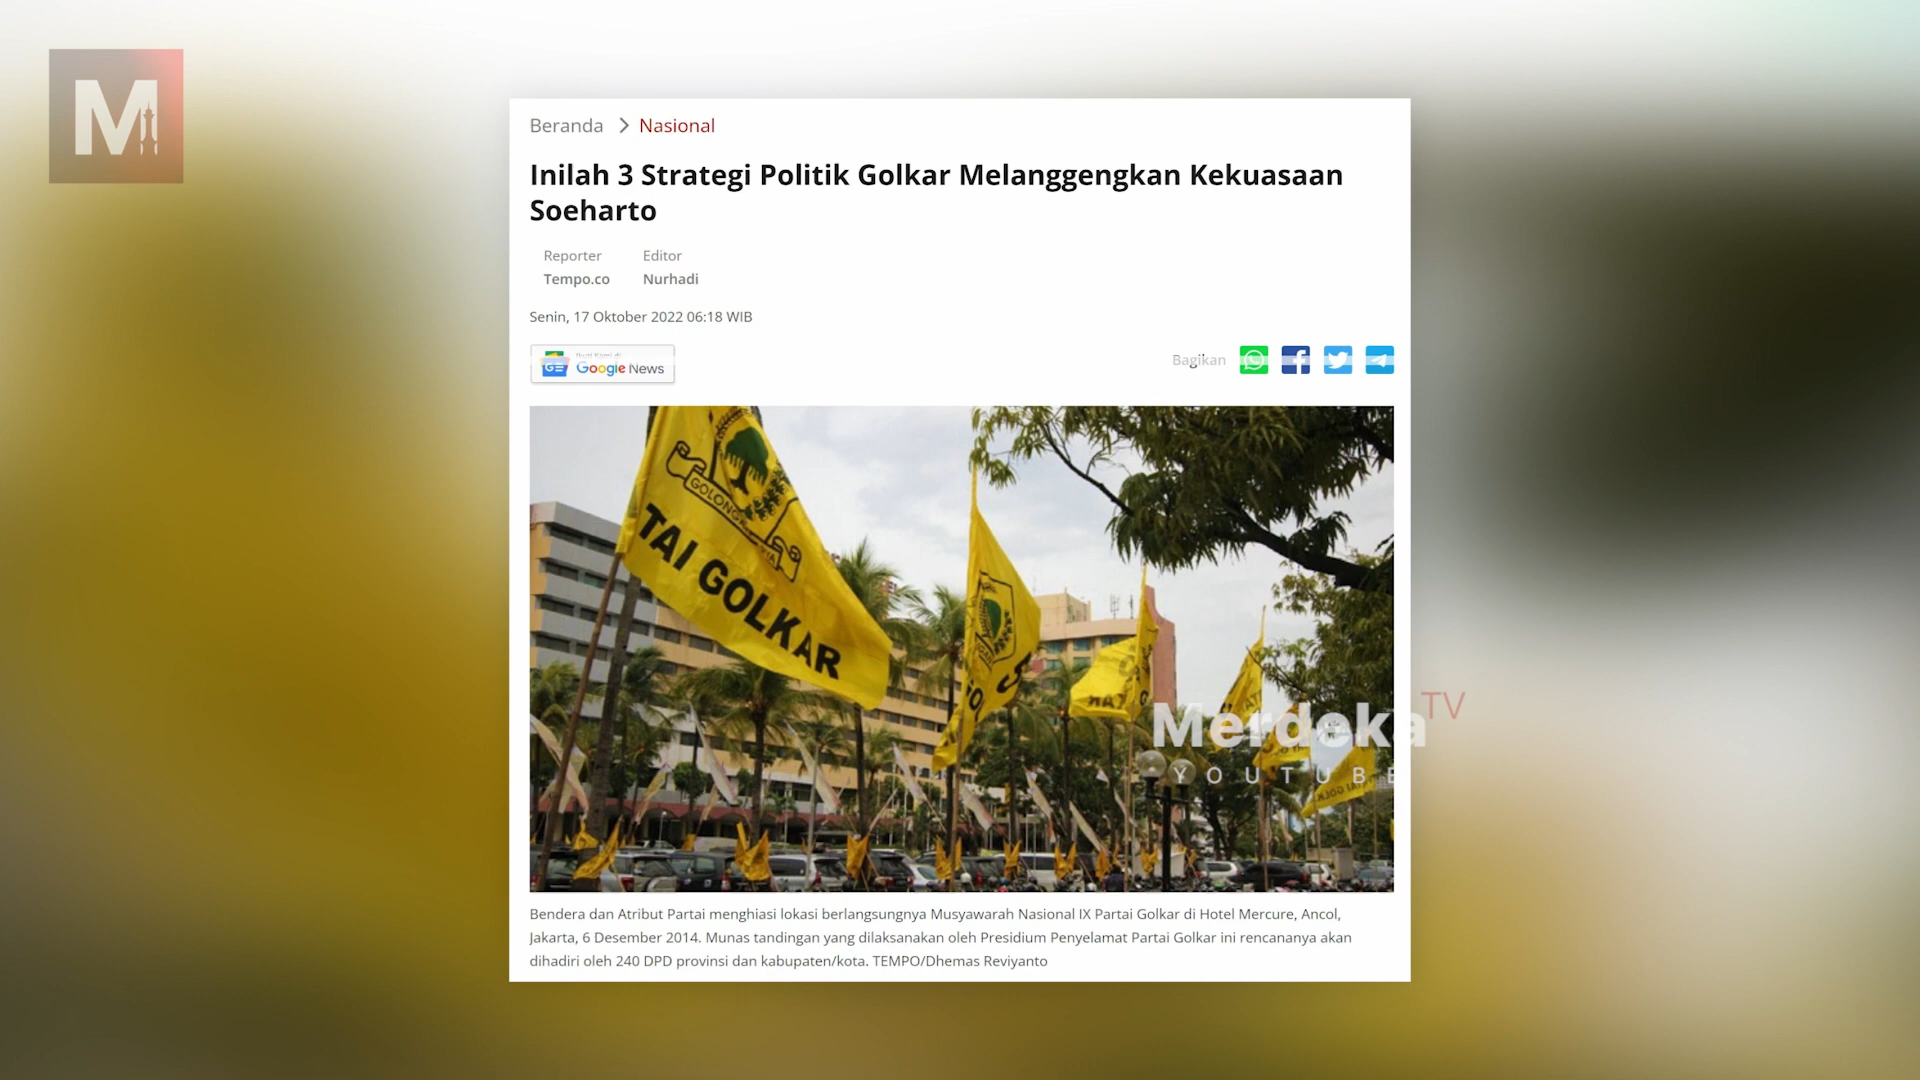 M
Beranda > Nasional
Inilah 3 Strategi Politik Golkar Melanggengkan Kekuasaan
Soeharto
Reporter Editor
Tempo.co Nurhadi
Senin, 17 Oktober 2022 06:18 WIB
Google News
Bagikan
TAI GOLKAR
Merdeka TV
YOUTUBE
Bendera dan Atribut Partai menghiasi lokasi berlangsungnya Musyawarah Nasional IX Partai Golkar di Hotel Mercure, Ancol,
Jakarta, 6 Desember 2014. Munas tandingan yang dilaksanakan oleh Presidium Penyelamat Partai Golkar ini rencananya akan
dihadiri oleh 240 DPD provinsi dan kabupaten/kota. TEMPO/Dhemas Reviyanto